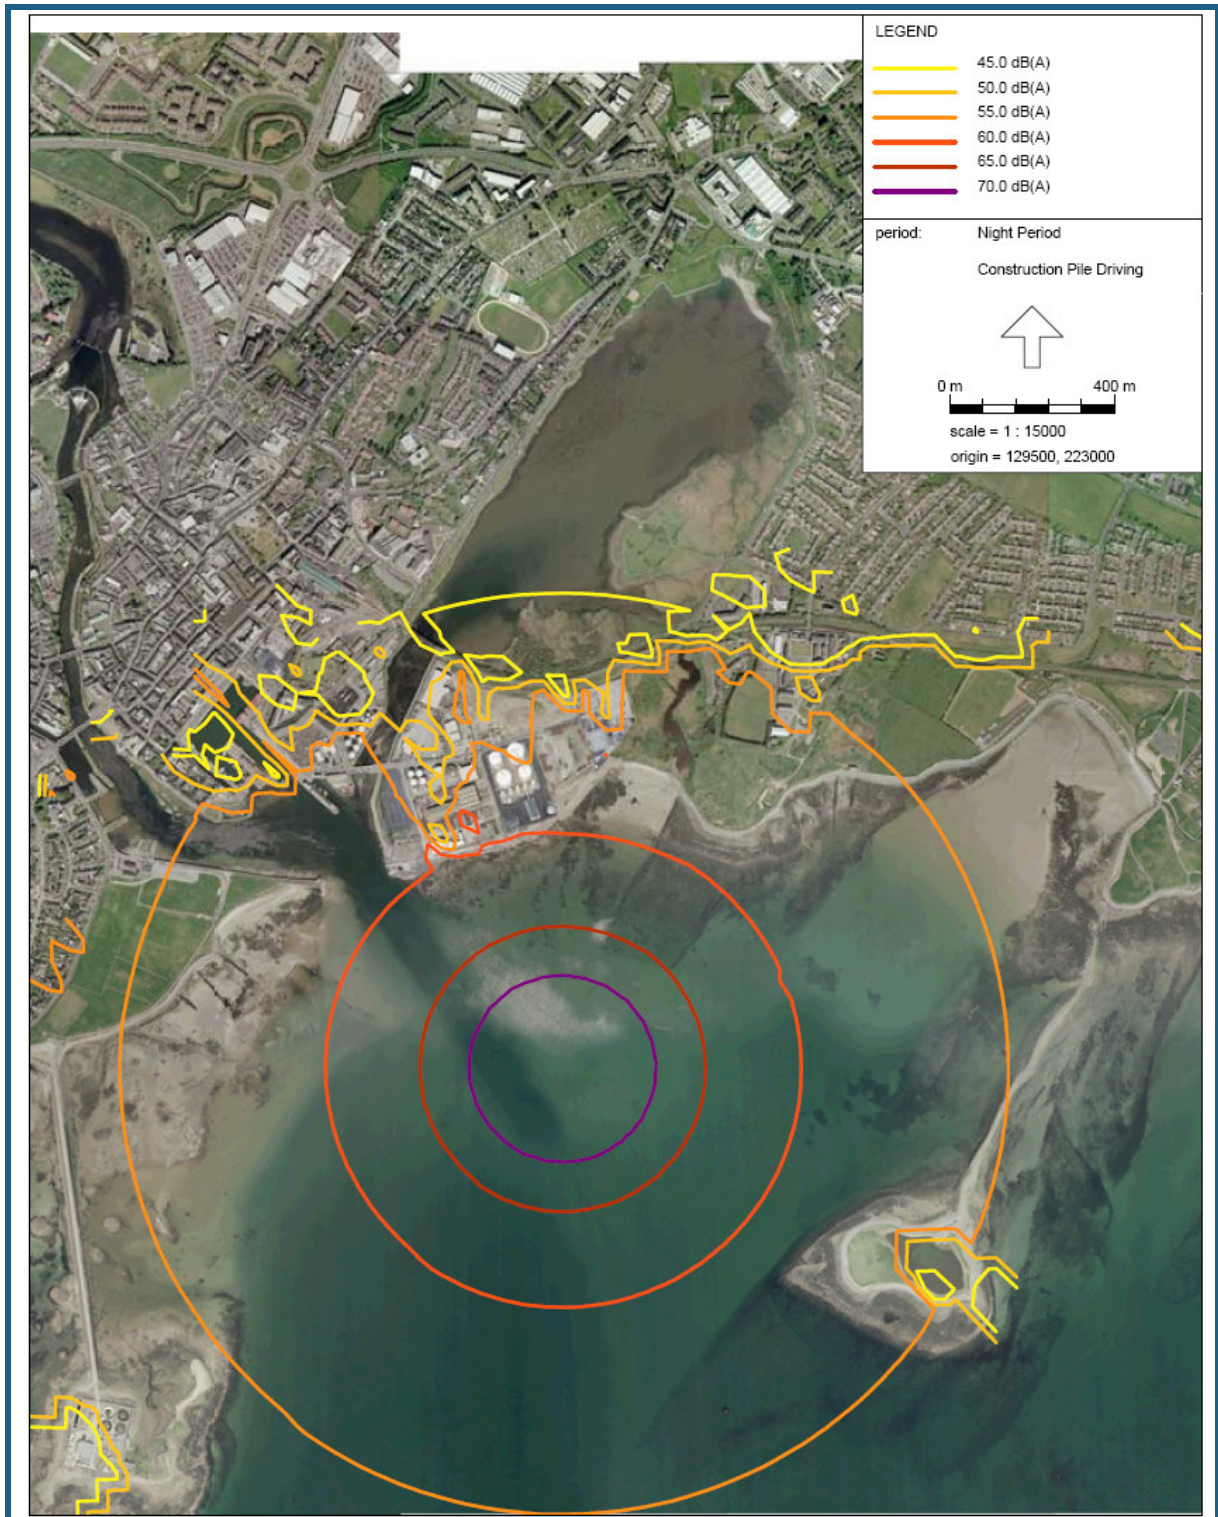 LEGEND
45.0 dB(A)
50.0 dB(A)
55.0 dB(A)
60.0 dB(A)
65.0 dB(A)
70.0 dB(A)
period: Night Period
Construction Pile Driving
0 m 400 m
scale = 1 : 15000
origin = 129500, 223000